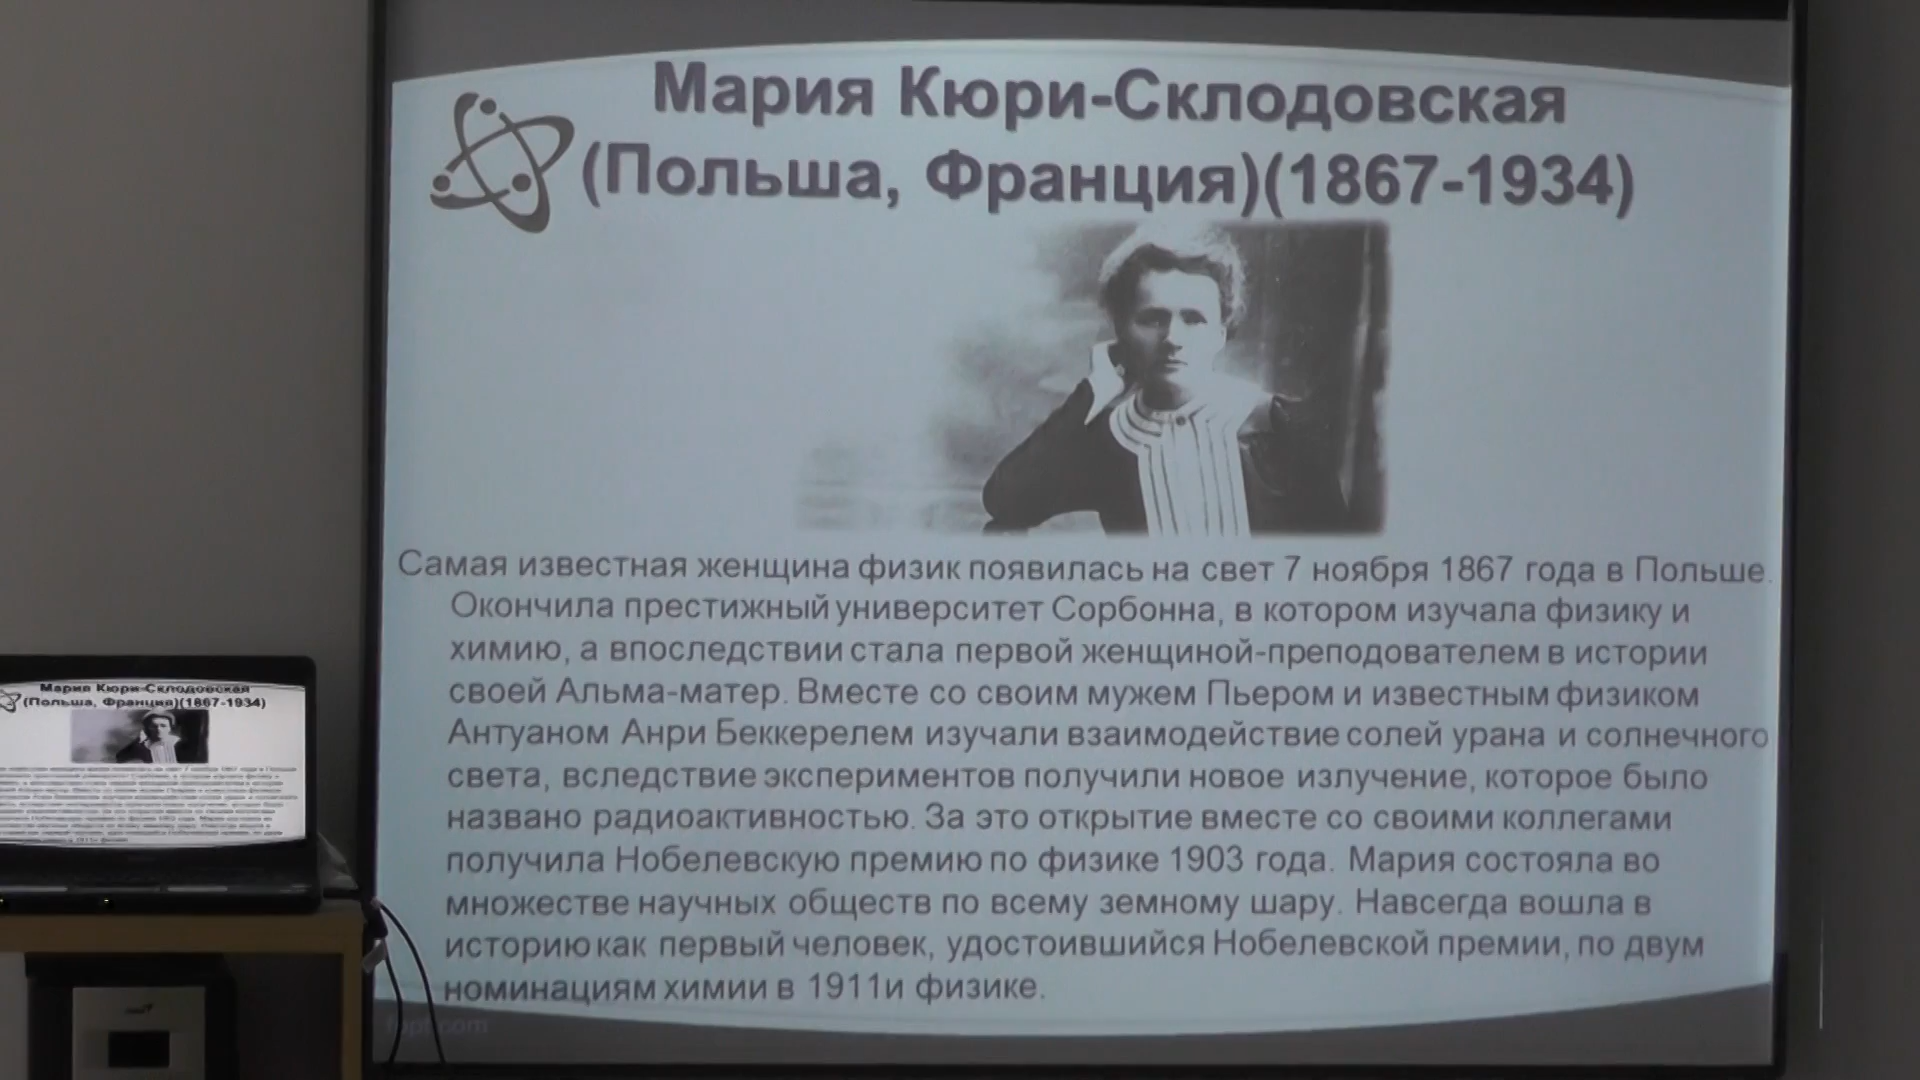 Мария Кюри-Склодовская
(Польша, Франция)(1867-1934)
Самая известная женщина физик появилась на свет 7 ноября 1867 года в Польше.
Окончила престижный университет Сорбонна, в котором изучала физику и
химию, а впоследствии стала первой женщиной-преподователем в истории
своей Альма-матер. Вместе со своим мужем Пьером и известным физиком
Антуаном Анри Беккерелем изучали взаимодействие солей урана и солнечного
света, вследствие экспериментов получили новое излучение, которое было
названо радиоактивностью. За это открытие вместе со своими коллегами
получила Нобелевскую премию по физике 1903 года. Мария состояла во
множестве научных обществ по всему земному шару. Навсегда вошла в
историю как первый человек, удостоившийся Нобелевской премии, по двум
номинациям химии в 1911и физике.
Мария Кюри-Склодовская
(Польша, Франция)(1867-1934)